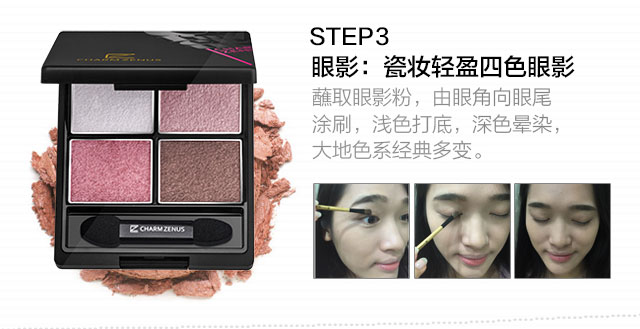 CHARM ZENUS
CHARM ZENUS
STEP3
眼影：瓷妆轻盈四色眼影
蘸取眼影粉，由眼角向眼尾
涂刷，浅色打底，深色晕染，
大地色系经典多变。